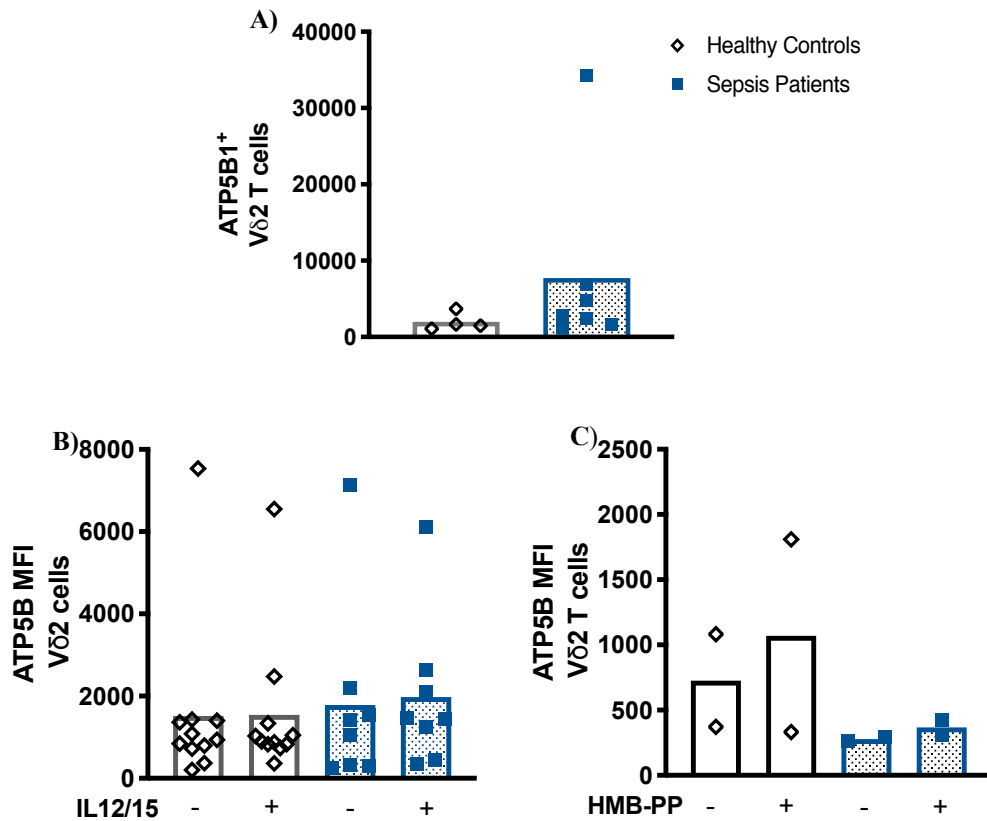 A)
40000
30000
20000
10000
0
ATP5B1⁺
Vδ2 T cells
Healthy Controls
Sepsis Patients
B)
8000
6000
4000
2000
0
ATP5B MFI
Vδ2 cells
IL12/15 - + - +
C)
2500
2000
1500
1000
500
0
ATP5B MFI
Vδ2 T cells
HMB-PP - + - +